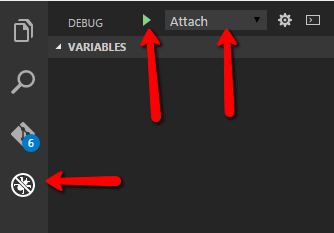 DEBUG Attach
VARIABLES
6